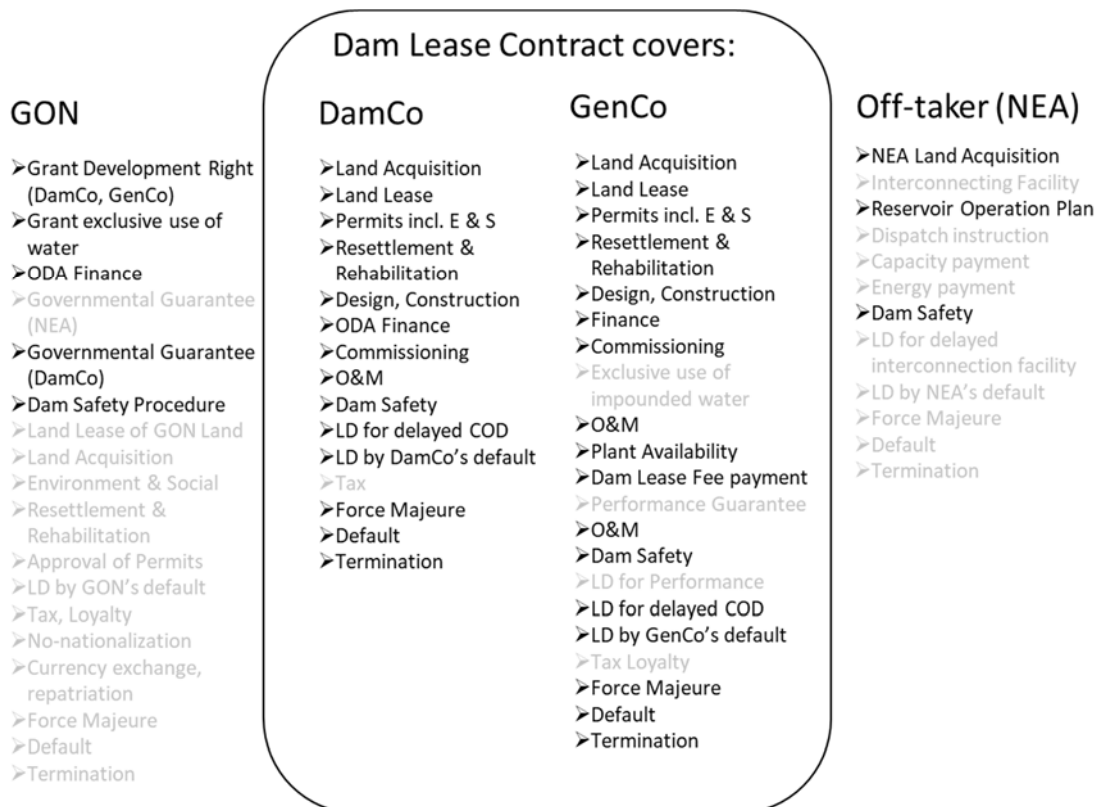 Dam Lease Contract covers:
GON
➢Grant Development Right
(DamCo, GenCo)
➢Grant exclusive use of
water
➢ODA Finance
➢Governmental Guarantee
(NEA)
➢Governmental Guarantee
(DamCo)
➢Dam Safety Procedure
➢Land Lease of GON Land
➢Land Acquisition
➢Environment & Social
➢Resettlement &
Rehabilitation
➢Approval of Permits
➢LD by GON's default
➢Tax, Loyalty
➢No-nationalization
➢Currency exchange,
repatriation
➢Force Majeure
➢Default
➢Termination
DamCo
➢Land Acquisition
➢Land Lease
➢Permits incl. E & S
➢Resettlement &
Rehabilitation
➢Design, Construction
➢ODA Finance
➢Commissioning
➢O&M
➢Dam Safety
➢LD for delayed COD
➢LD by DamCo's default
➢Tax
➢Force Majeure
➢Default
➢Termination
GenCo
➢Land Acquisition
➢Land Lease
➢Permits incl. E & S
➢Resettlement &
Rehabilitation
➢Design, Construction
➢Finance
➢Commissioning
➢Exclusive use of
impounded water
➢O&M
➢Plant Availability
➢Dam Lease Fee payment
➢Performance Guarantee
➢O&M
➢Dam Safety
➢LD for Performance
➢LD for delayed COD
➢LD by GenCo's default
➢Tax Loyalty
➢Force Majeure
➢Default
➢Termination
Off-taker (NEA)
➢NEA Land Acquisition
➢Interconnecting Facility
➢Reservoir Operation Plan
➢Dispatch instruction
➢Capacity payment
➢Energy payment
➢Dam Safety
➢LD for delayed
interconnection facility
➢LD by NEA's default
➢Force Majeure
➢Default
➢Termination